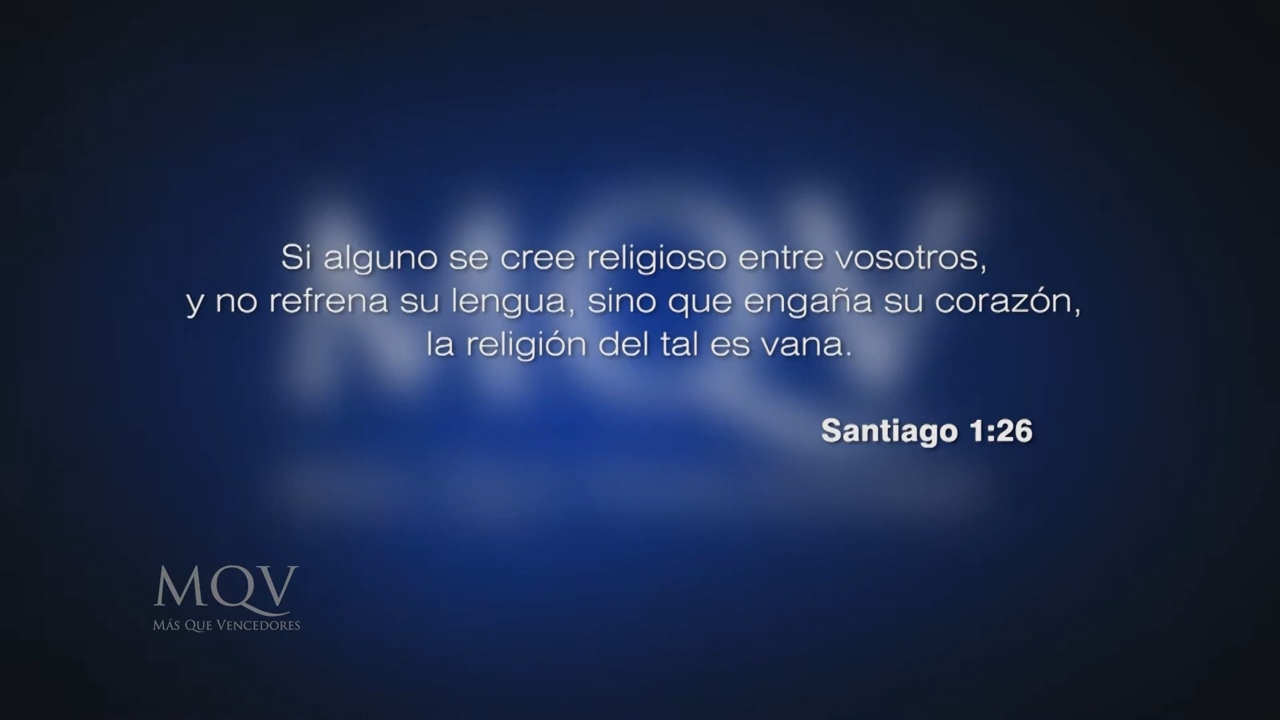 Si alguno se cree religioso entre vosotros,
y no refrena su lengua, sino que engaña su corazón,
la religión del tal es vana.
Santiago 1:26
MQV
MÁS QUE VENCEDORES